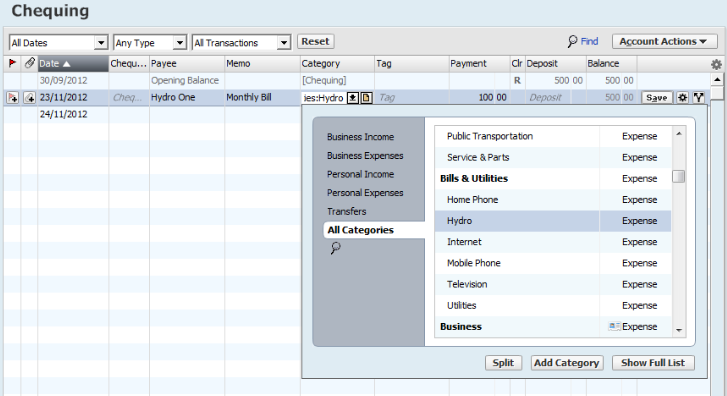 Chequing
All Dates Any Type All Transactions Reset Find Account Actions
Date Chequ... Payee Memo Category Tag Payment Clr Deposit Balance
30/09/2012 Opening Balance [Chequing] R 500 00 500 00
23/11/2012 Cheq... Hydro One Monthly Bill ies:Hydro Tag 100 00 Deposit 500 00 Save
24/11/2012
Business Income
Business Expenses
Personal Income
Personal Expenses
Transfers
All Categories
Public Transportation Expense
Service & Parts Expense
Bills & Utilities
Home Phone Expense
Hydro Expense
Internet Expense
Mobile Phone Expense
Television Expense
Utilities Expense
Business Expense
Split Add Category Show Full List